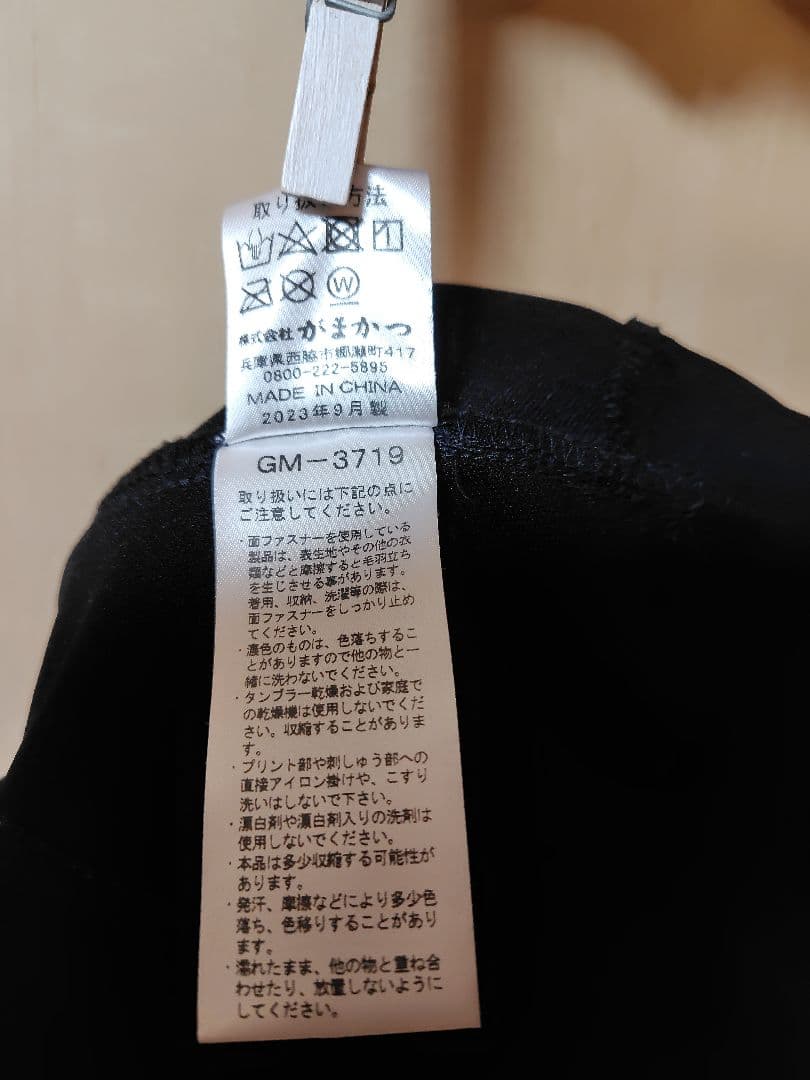 取り扱い方法
W
株式会社 がまかつ
兵庫県西脇市郷瀬町417
0800-222-5895
MADE IN CHINA
2023年9月 製
GM-3719
取り扱いには下記の点に
ご注意してください。
・面ファスナーを使用している
製品は、表生地やその他の衣
類などと摩擦すると毛羽立ち
を生じさせる事があります。
着用、収納、洗濯等の際は、
面ファスナーをしっかり止め
てください。
・濃色のものは、色落ちするこ
とがありますので他の物と一
緒に洗わないでください。
・タンブラー乾燥および家庭で
の乾燥機は使用しないでくだ
さい。収縮することがありま
す。
・プリント部や刺しゅう部への
直接アイロン掛けや、こすり
洗いはしないで下さい。
・漂白剤や漂白剤入りの洗剤は
使用しないでください。
・本品は多少収縮する可能性が
あります。
・発汗、摩擦などにより多少色
落ち、色移りすることがあり
ます。
・濡れたまま、他の物と重ね合
わせたり、放置しないように
してください。